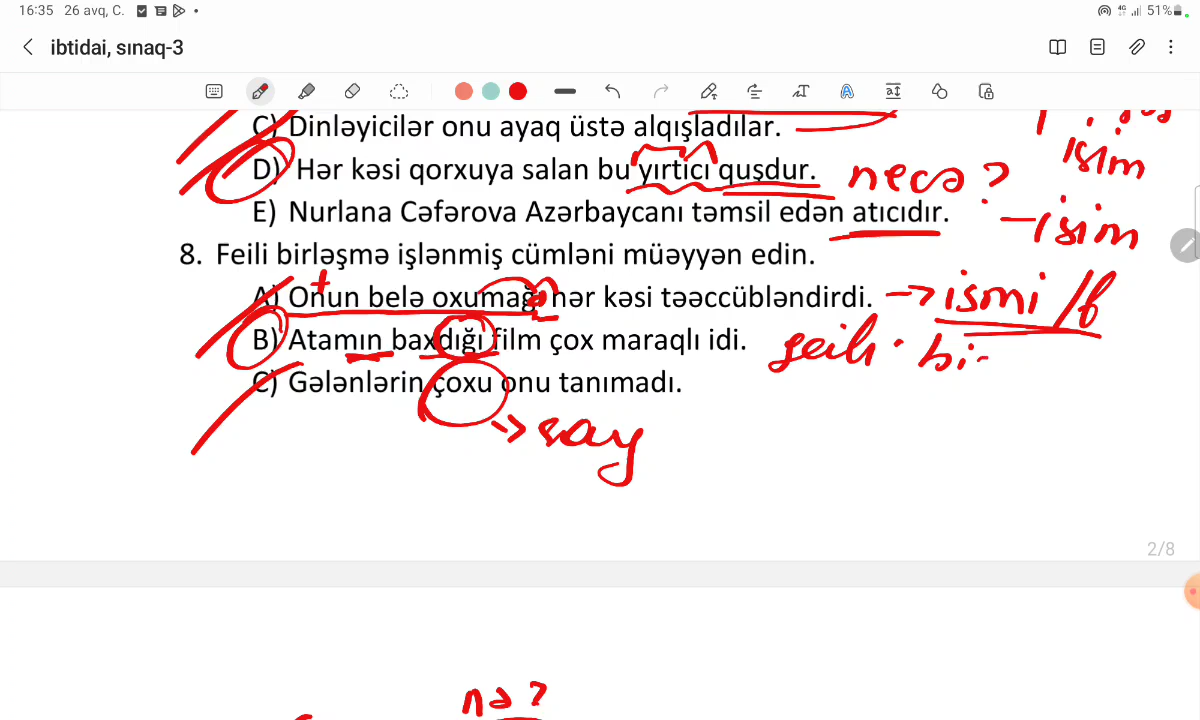 16:35 26 avq, C. 4G 51%
ibtidai, sınaq-3
C) Dinləyicilər onu ayaq üstə alqışladılar.
isim
D) Hər kəsi qorxuya salan bu yırtıcı quşdur. necə?
E) Nurlana Cəfərova Azərbaycanı təmsil edən atıcıdır. -isim
8. Feili birləşmə işlənmiş cümləni müəyyən edin.
A) Onun belə oxumağı hər kəsi təəccübləndirdi. → ismi /b
B) Atamın baxdığı film çox maraqlı idi. feili. bi
C) Gələnlərin çoxu onu tanımadı.
→ say
2/8
nə?